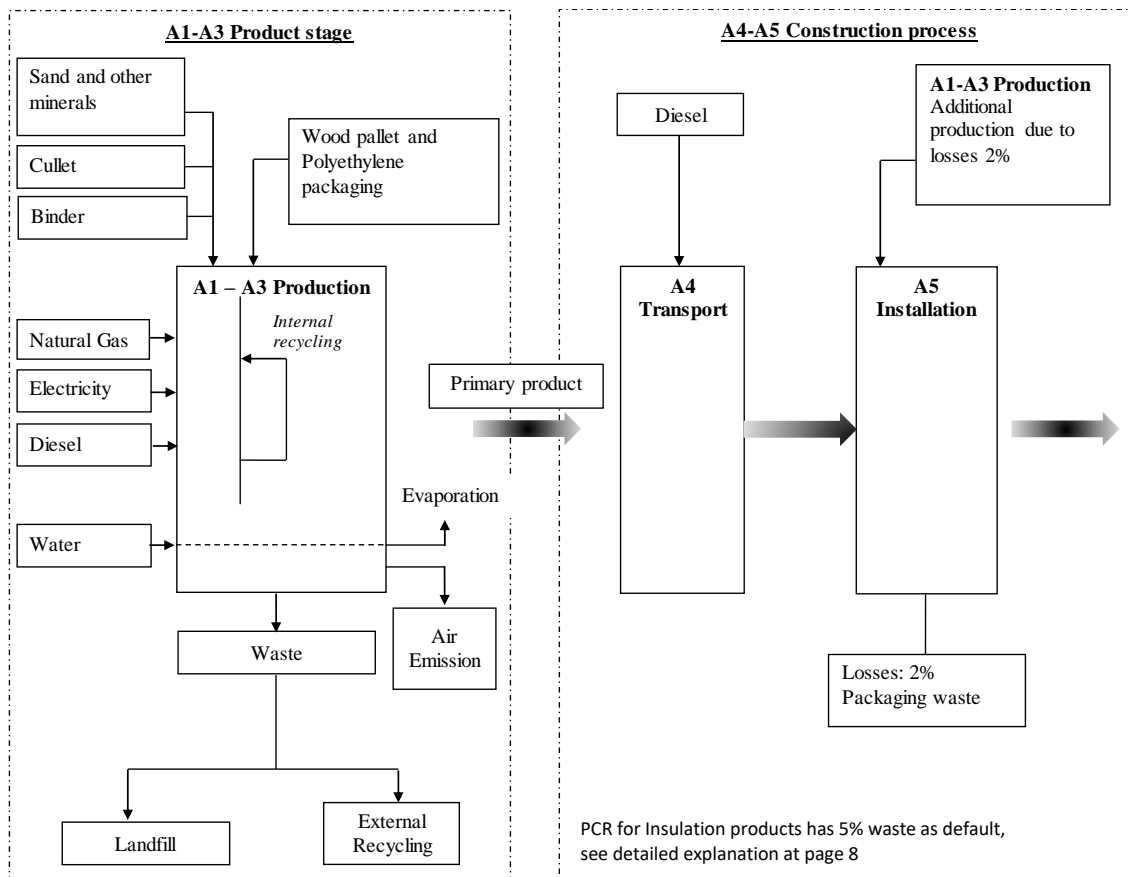 A1-A3 Product stage
Sand and other
minerals
Cullet
Binder
Wood pallet and
Polyethylene
packaging
A1 – A3 Production
Internal
recycling
Natural Gas
Electricity
Diesel
Water
Evaporation
Air
Emission
Waste
Landfill
External
Recycling
Primary product
A4-A5 Construction process
Diesel
A1-A3 Production
Additional
production due to
losses 2%
A4
Transport
A5
Installation
Losses: 2%
Packaging waste
PCR for Insulation products has 5% waste as default,
see detailed explanation at page 8